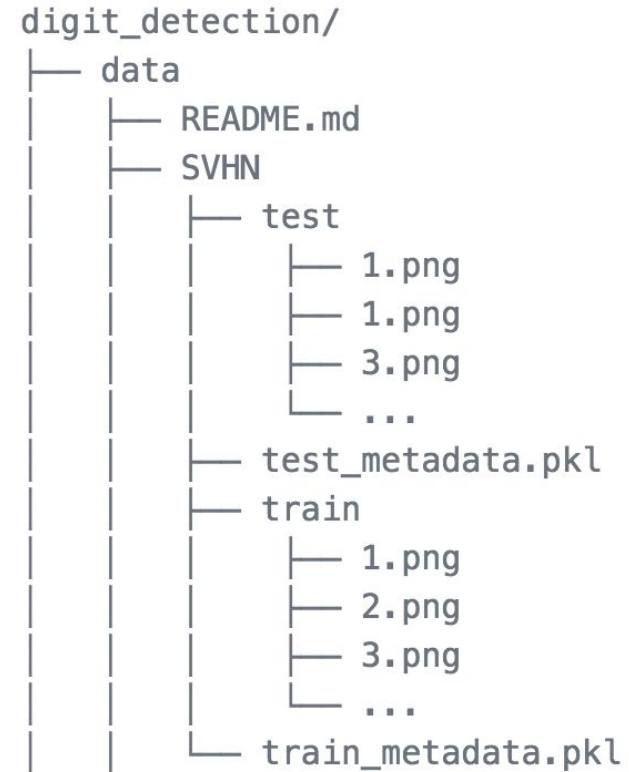 digit_detection/
├── data
│   ├── README.md
│   ├── SVHN
│   │   ├── test
│   │   │   ├── 1.png
│   │   │   ├── 1.png
│   │   │   ├── 3.png
│   │   │   └── ...
│   │   ├── test_metadata.pkl
│   │   ├── train
│   │   │   ├── 1.png
│   │   │   ├── 2.png
│   │   │   ├── 3.png
│   │   │   └── ...
│   │   └── train_metadata.pkl